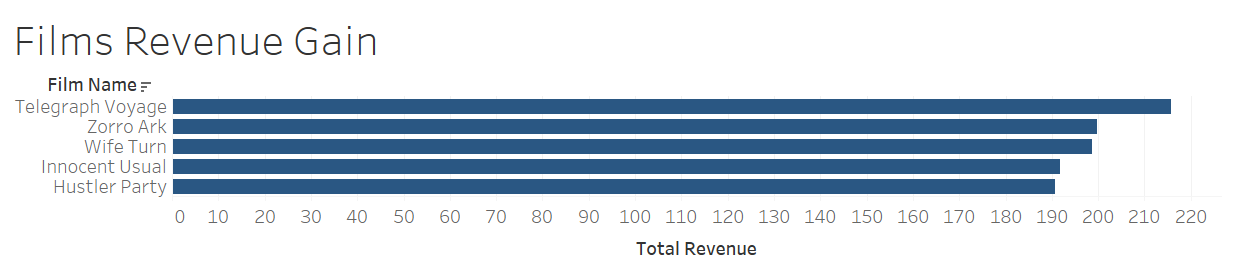 Films Revenue Gain
Film Name
Telegraph Voyage
Zorro Ark
Wife Turn
Innocent Usual
Hustler Party
0 10 20 30 40 50 60 70 80 90 100 110 120 130 140 150 160 170 180 190 200 210 220
Total Revenue